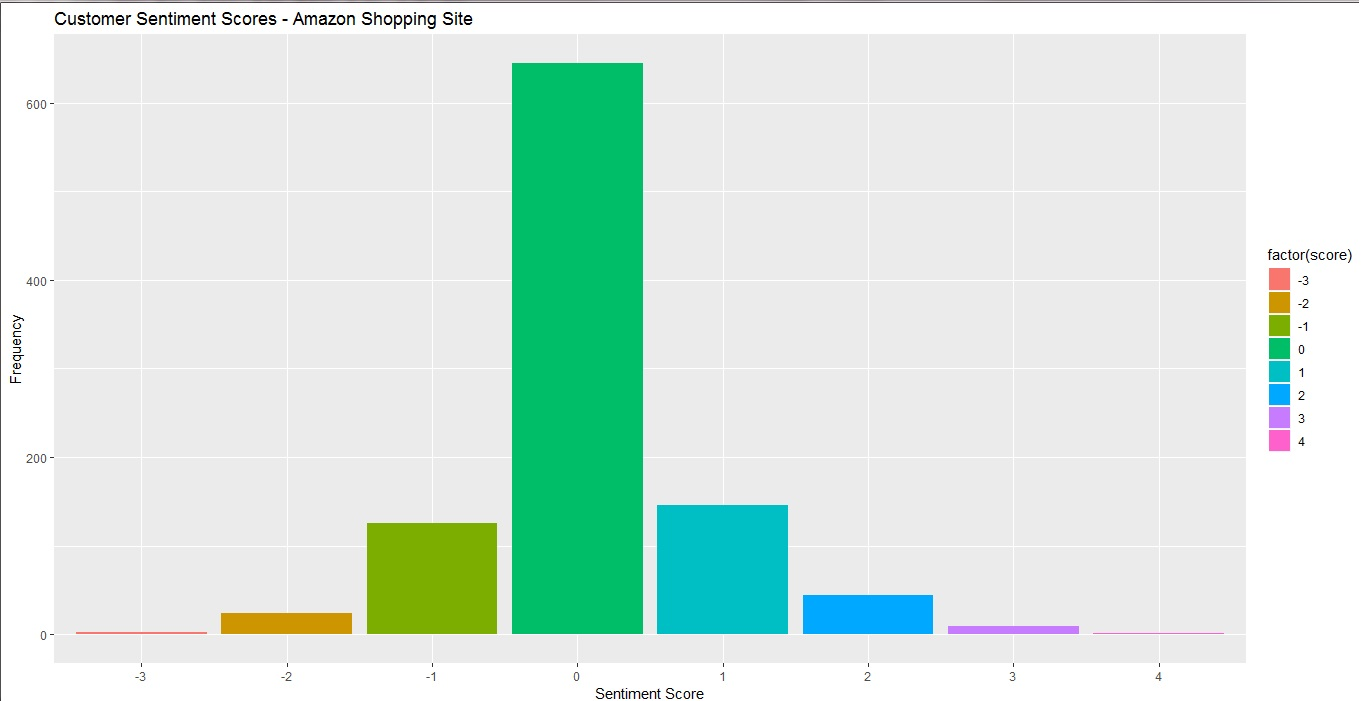 Customer Sentiment Scores - Amazon Shopping Site
Frequency
600
400
200
0
-3 -2 -1 0 1 2 3 4
Sentiment Score
factor(score)
-3
-2
-1
0
1
2
3
4